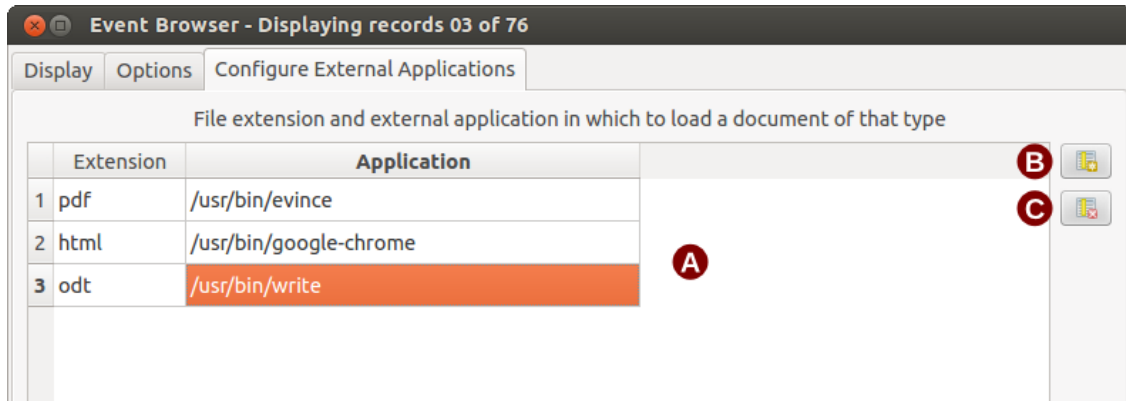 Event Browser - Displaying records 03 of 76
Display Options Configure External Applications
File extension and external application in which to load a document of that type
Extension Application B
1 pdf /usr/bin/evince C
2 html /usr/bin/google-chrome
A
3 odt /usr/bin/write